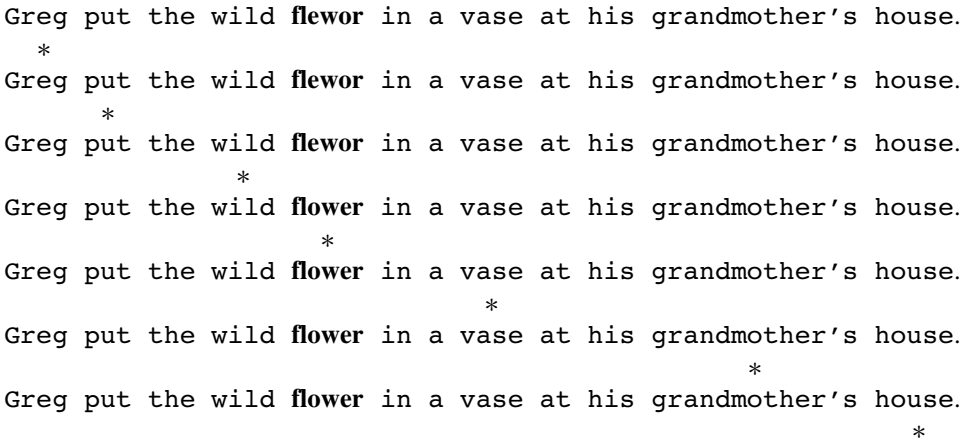 Greg put the wild flewor in a vase at his grandmother's house.
*
Greg put the wild flewor in a vase at his grandmother's house.
*
Greg put the wild flewor in a vase at his grandmother's house.
*
Greg put the wild flower in a vase at his grandmother's house.
*
Greg put the wild flower in a vase at his grandmother's house.
*
Greg put the wild flower in a vase at his grandmother's house.
*
Greg put the wild flower in a vase at his grandmother's house.
*